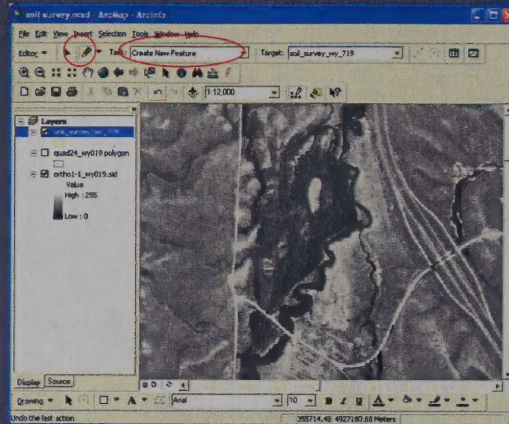 soil survey.mxd - ArcMap - ArcInfo
File Edit View Insert Selection Tools Window Help
Editor Task: Create New Feature Target: soil_survey_wy_719
1:12,000
Layers
soil_survey_wy_719
quad24_wy019 polygon
ortho1-1_wy019.sid
Value
High : 255
Low : 0
Display Source
Drawing A Arial 10 B I U A
Undo the last action 355714.48 4927180.68 Meters